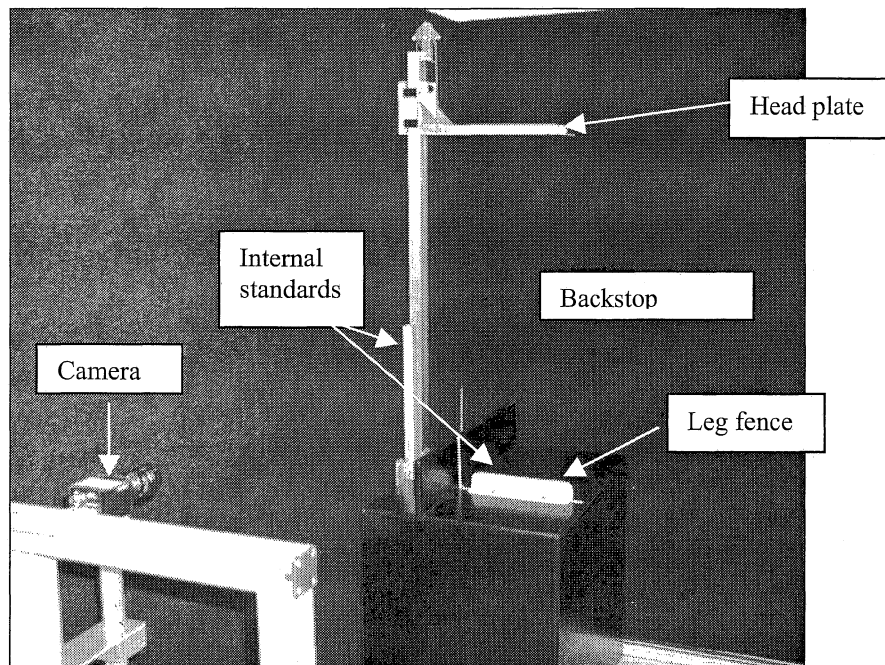 Head plate
Internal
standards
Backstop
Camera
Leg fence